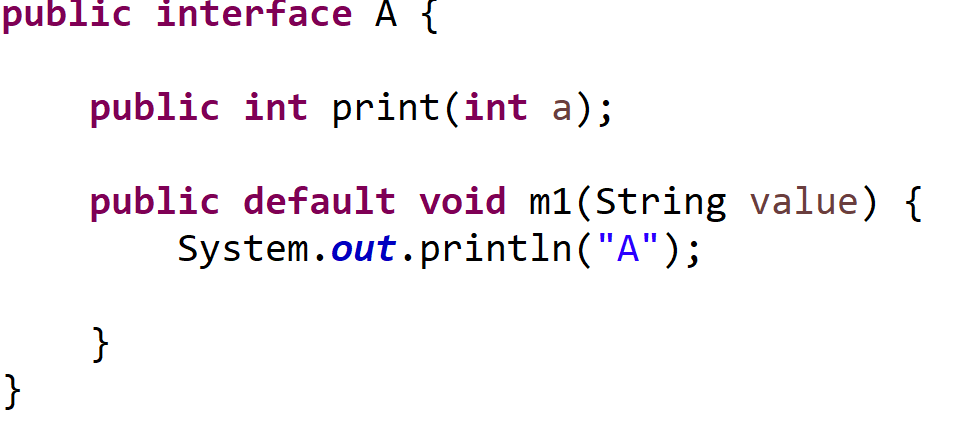 public interface A {
public int print(int a);
public default void m1(String value) {
System.out.println("A");
}
}